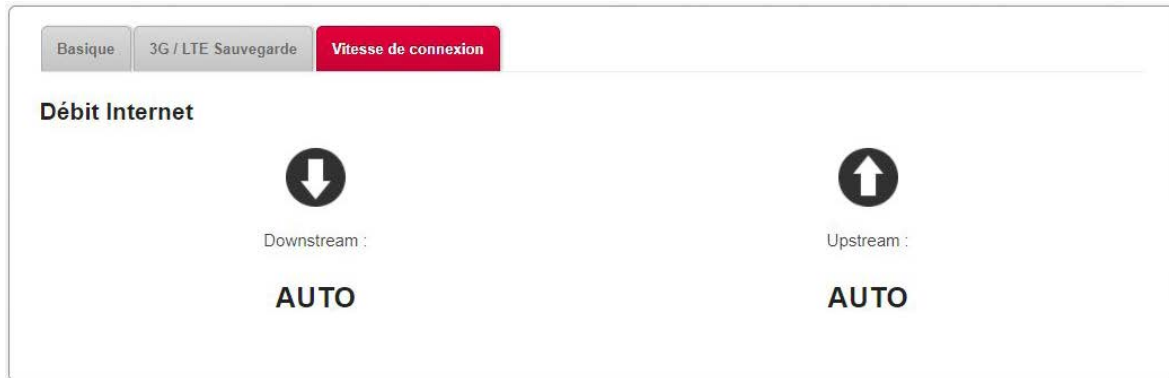 Basique 3G / LTE Sauvegarde Vitesse de connexion
Débit Internet
Downstream : Upstream :
AUTO AUTO